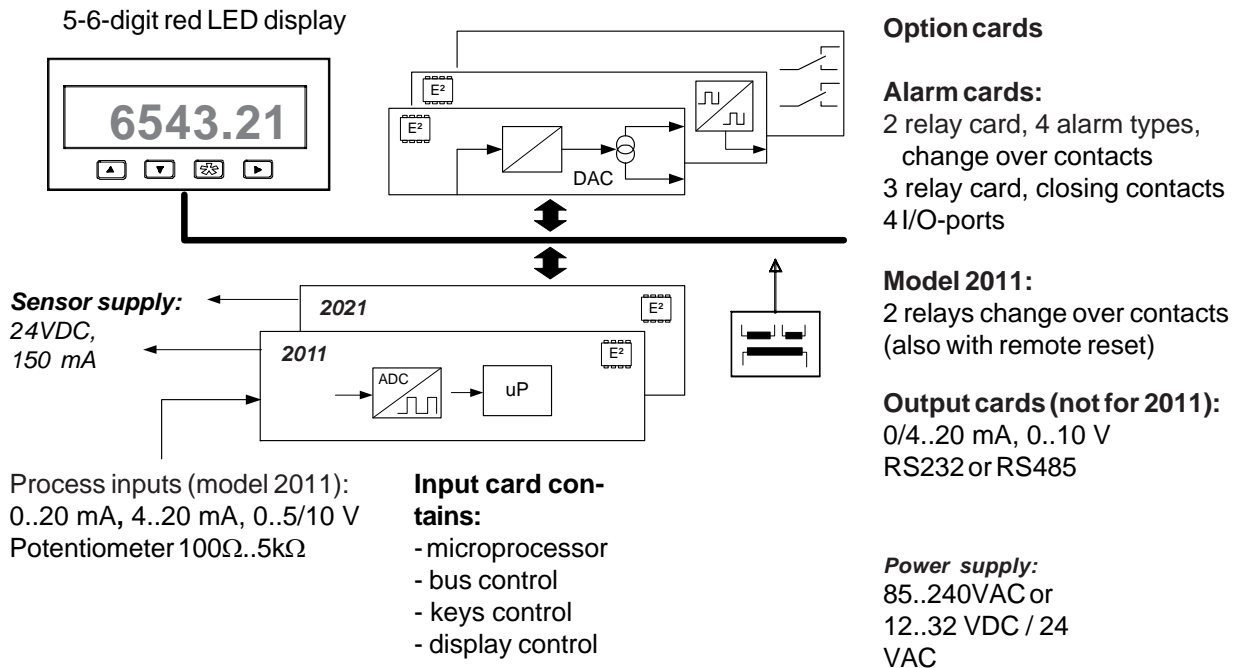 5-6-digit red LED display
6543.21
E²
E²
DAC
Sensor supply:
24VDC,
150 mA
2021
E²
2011
E²
ADC
uP
Process inputs (model 2011):
0..20 mA, 4..20 mA, 0..5/10 V
Potentiometer 100Ω..5kΩ
Input card con-
tains:
- microprocessor
- bus control
- keys control
- display control
Option cards
Alarm cards:
2 relay card, 4 alarm types,
change over contacts
3 relay card, closing contacts
4 I/O-ports
Model 2011:
2 relays change over contacts
(also with remote reset)
Output cards (not for 2011):
0/4..20 mA, 0..10 V
RS232 or RS485
Power supply:
85..240VAC or
12..32 VDC / 24
VAC